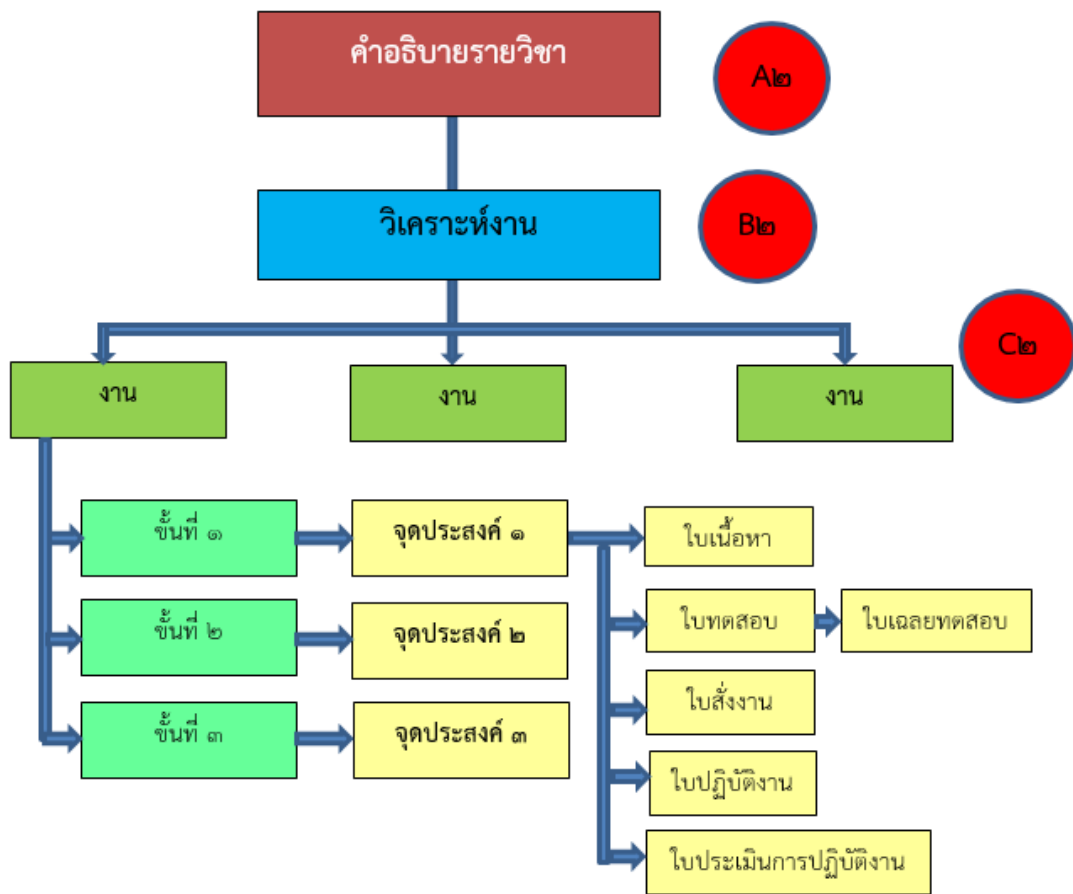 คำอธิบายรายวิชา
A๒
วิเคราะห์งาน
B๒
C๒
งาน
งาน
งาน
ขั้นที่ ๑
จุดประสงค์ ๑
ใบเนื้อหา
ขั้นที่ ๒
จุดประสงค์ ๒
ใบทดสอบ
ใบเฉลยทดสอบ
ใบสั่งงาน
ขั้นที่ ๓
จุดประสงค์ ๓
ใบปฏิบัติงาน
ใบประเมินการปฏิบัติงาน